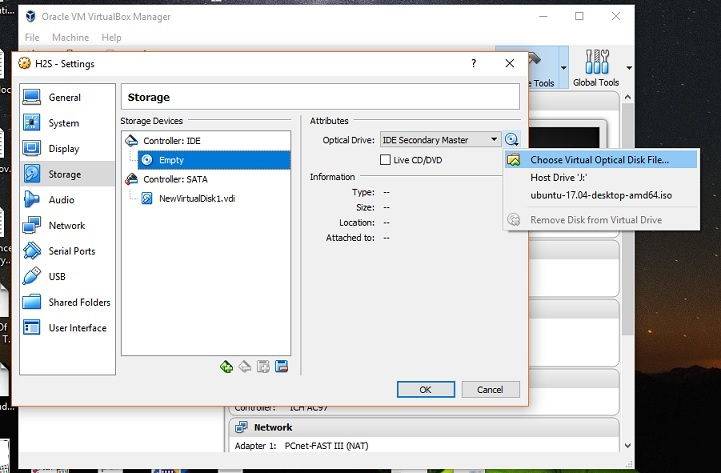 Oracle VM VirtualBox Manager
File Machine Help
H2S - Settings
e Tools
Global Tools
General
System
Display
Storage
Audio
Network
Serial Ports
USB
Shared Folders
User Interface
Storage
Storage Devices
Controller: IDE
Empty
Controller: SATA
NewVirtualDisk1.vdi
Attributes
Optical Drive: IDE Secondary Master
Live CD/DVD
Information
Type: --
Size: --
Location: --
Attached to: --
Choose Virtual Optical Disk File...
Host Drive 'J:'
ubuntu-17.04-desktop-amd64.iso
Remove Disk from Virtual Drive
OK
Cancel
Controller: ICH AC97
Network
Adapter 1: PCnet-FAST III (NAT)